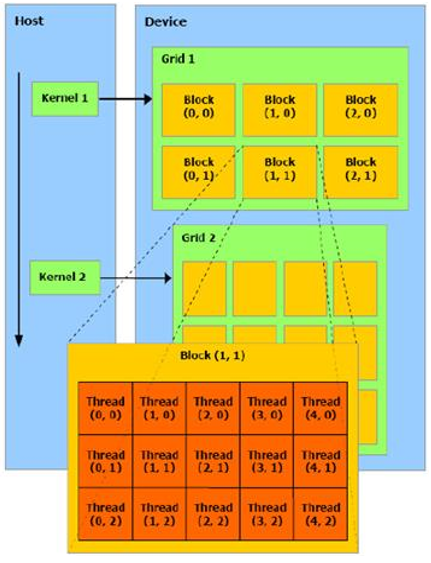 Host
Device
Grid 1
Kernel 1
Block
(0, 0)
Block
(1, 0)
Block
(2, 0)
Block
(0, 1)
Block
(1, 1)
Block
(2, 1)
Grid 2
Kernel 2
Block (1, 1)
Thread
(0, 0)
Thread
(1, 0)
Thread
(2, 0)
Thread
(3, 0)
Thread
(4, 0)
Thread
(0, 1)
Thread
(1, 1)
Thread
(2, 1)
Thread
(3, 1)
Thread
(4, 1)
Thread
(0, 2)
Thread
(1, 2)
Thread
(2, 2)
Thread
(3, 2)
Thread
(4, 2)